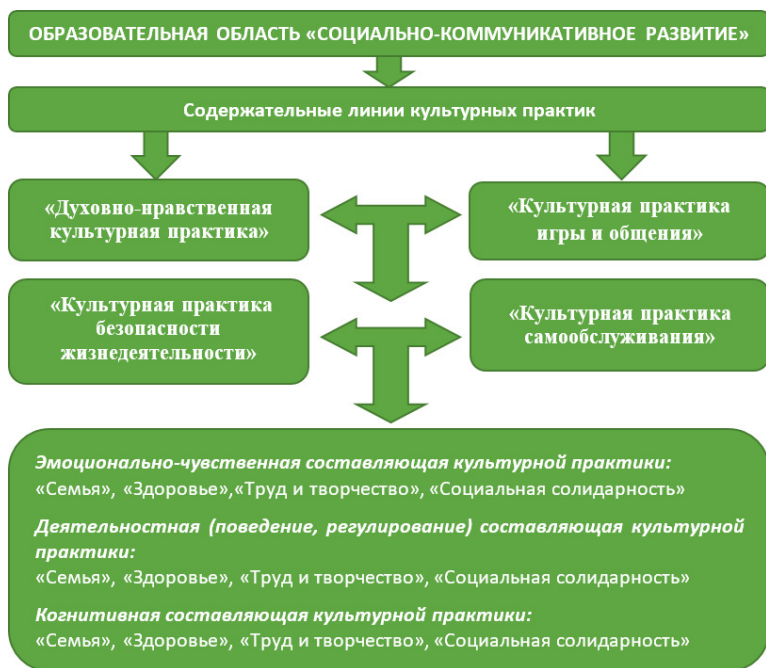 ОБРАЗОВАТЕЛЬНАЯ ОБЛАСТЬ «СОЦИАЛЬНО-КОММУНИКАТИВНОЕ РАЗВИТИЕ»
Содержательные линии культурных практик
«Духовно-нравственная
культурная практика»
«Культурная практика
игры и общения»
«Культурная практика
безопасности
жизнедеятельности»
«Культурная практика
самообслуживания»
Эмоционально-чувственная составляющая культурной практики:
«Семья», «Здоровье»,«Труд и творчество», «Социальная солидарность»
Деятельностная (поведение, регулирование) составляющая культурной
практики:
«Семья», «Здоровье», «Труд и творчество», «Социальная солидарность»
Когнитивная составляющая культурной практики:
«Семья», «Здоровье», «Труд и творчество», «Социальная солидарность»